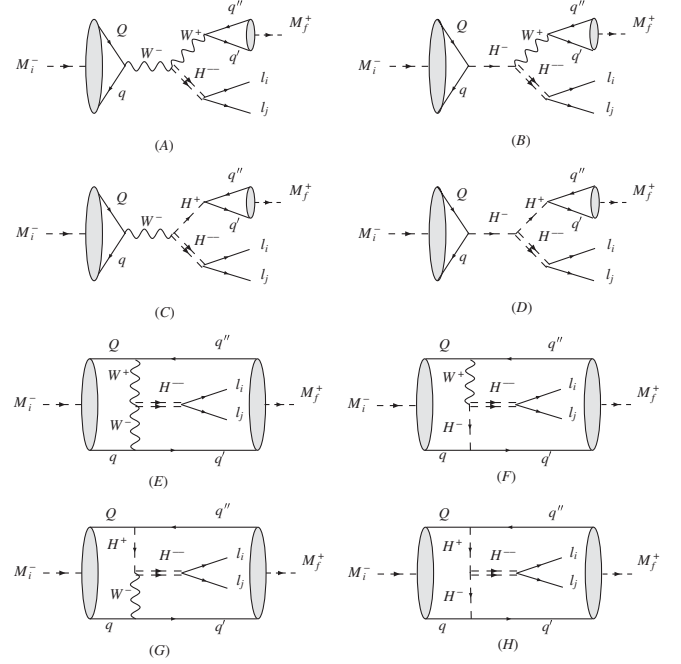 Q q'' M_f^+
W^+
W^- q'
M_i^- H^{--} l_i
q l_j
(A)
Q q'' M_f^+
W^+
H^- q'
M_i^- H^{--} l_i
q l_j
(B)
Q q'' M_f^+
H^+
W^- q'
M_i^- H^{--} l_i
q l_j
(C)
Q q'' M_f^+
H^+
H^- q'
M_i^- H^{--} l_i
q l_j
(D)
Q q''
W^+ H^{--} l_i
M_i^- M_f^+
W^- l_j
q q'
(E)
Q q''
W^+ H^{--} l_i
M_i^- M_f^+
H^- l_j
q q'
(F)
Q q''
H^+ H^{--} l_i
M_i^- M_f^+
W^- l_j
q q'
(G)
Q q''
H^+ H^{--} l_i
M_i^- M_f^+
H^- l_j
q q'
(H)